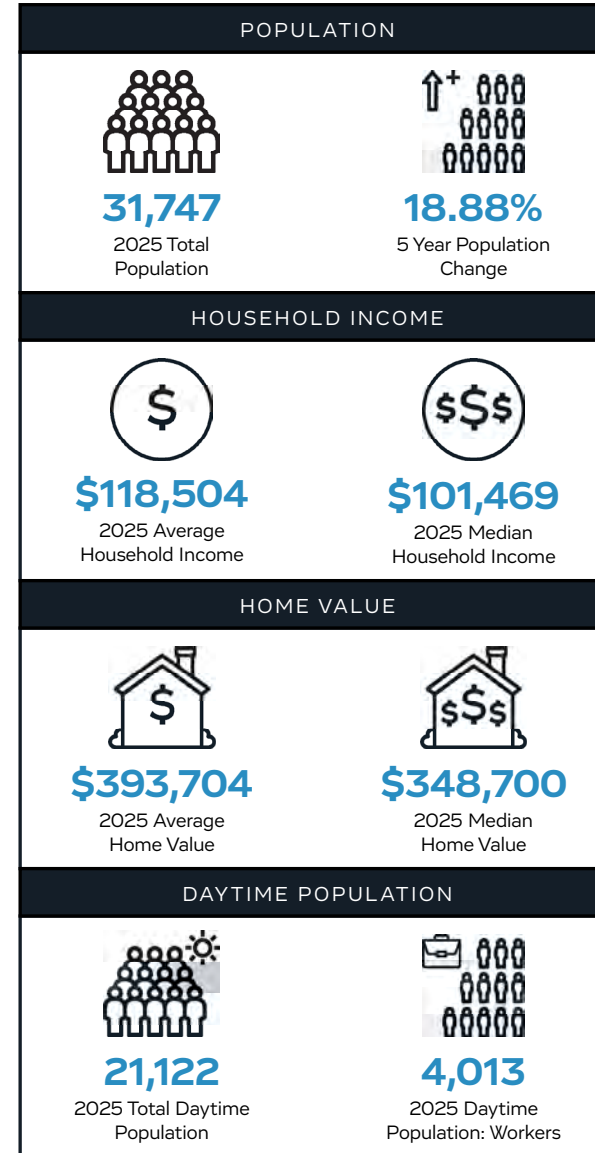 POPULATION
31,747
2025 Total
Population
18.88%
5 Year Population
Change
HOUSEHOLD INCOME
$
$118,504
2025 Average
Household Income
$$$
$101,469
2025 Median
Household Income
HOME VALUE
$
$393,704
2025 Average
Home Value
$$$
$348,700
2025 Median
Home Value
DAYTIME POPULATION
21,122
2025 Total Daytime
Population
4,013
2025 Daytime
Population: Workers